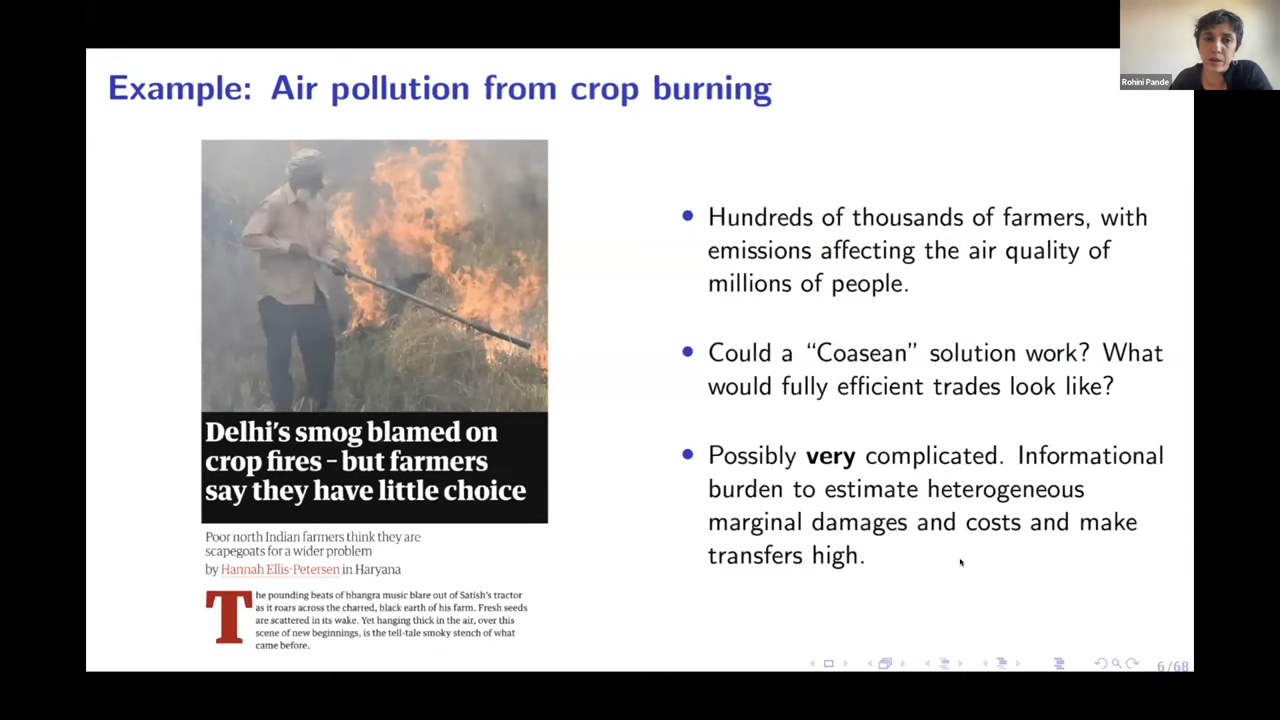 Rohini Pande
Example: Air pollution from crop burning
Delhi's smog blamed on
crop fires – but farmers
say they have little choice
Poor north Indian farmers think they are
scapegoats for a wider problem
by Hannah Ellis-Petersen in Haryana
The pounding beats of bhangra music blare out of Satish's tractor
as it roars across the charred, black earth of his farm. Fresh seeds
are scattered in its wake. Yet hanging thick in the air, over this
scene of new beginnings, is the tell-tale smoky stench of what
came before.
• Hundreds of thousands of farmers, with
emissions affecting the air quality of
millions of people.
• Could a “Coasean” solution work? What
would fully efficient trades look like?
• Possibly very complicated. Informational
burden to estimate heterogeneous
marginal damages and costs and make
transfers high.
6/68